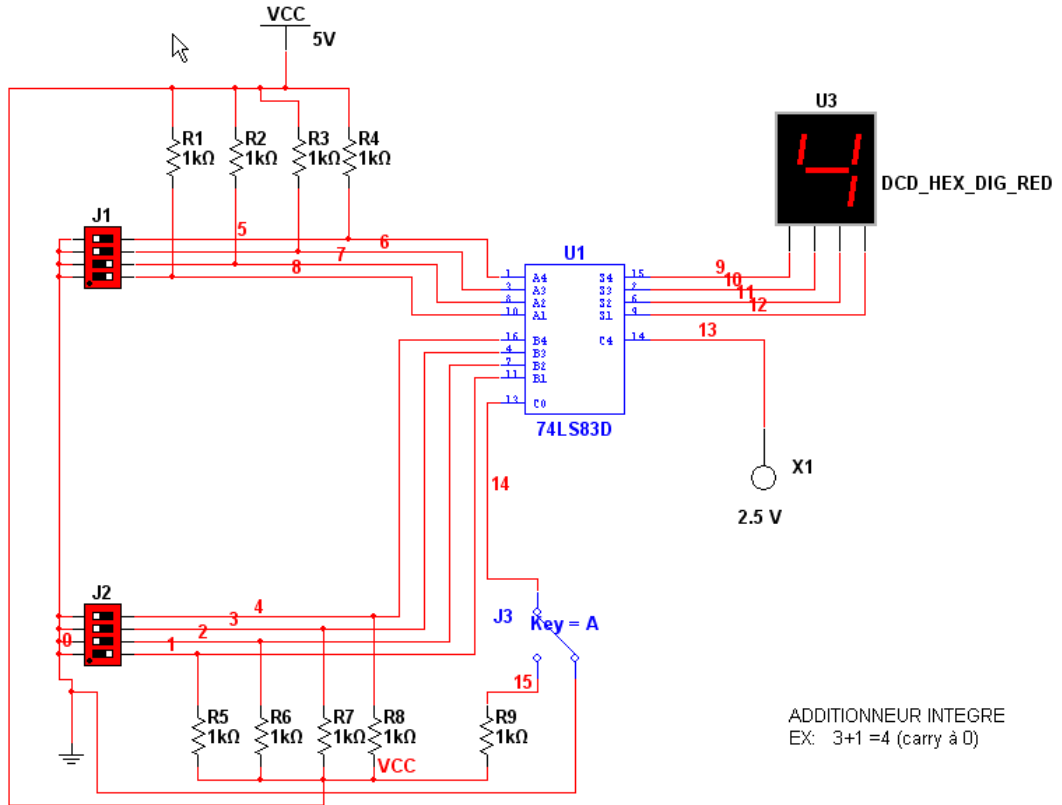 VCC
5V
R1
1kΩ
R2
1kΩ
R3
1kΩ
R4
1kΩ
U3
DCD_HEX_DIG_RED
J1
5
6
7
8
U1
1 A4
3 A3
8 A2
10 A1
16 B4
4 B3
7 B2
11 B1
13 C0
S4 15
S3 2
S2 6
S1 9
C4 14
74LS83D
9
10
11
12
13
X1
2.5 V
14
J2
4
3
2
1
0
J3
Key = A
15
R5
1kΩ
R6
1kΩ
R7
1kΩ
R8
1kΩ
R9
1kΩ
VCC
ADDITIONNEUR INTEGRE
EX: 3+1 =4 (carry à 0)
4